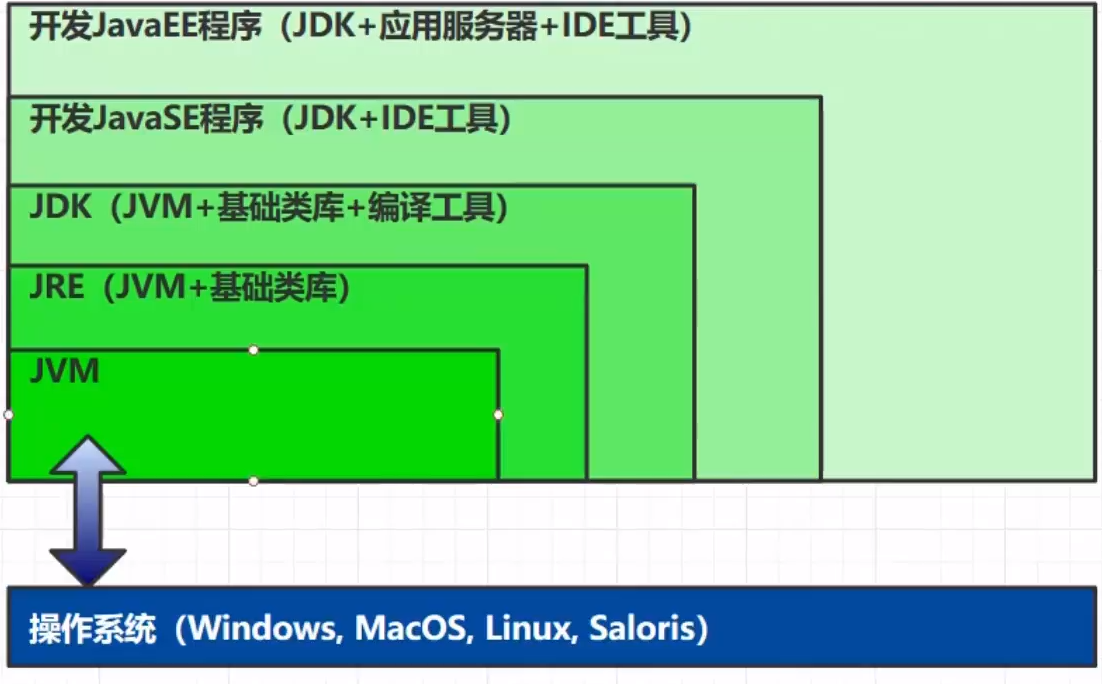 开发JavaEE程序（JDK+应用服务器+IDE工具）
开发JavaSE程序（JDK+IDE工具）
JDK（JVM+基础类库+编译工具）
JRE（JVM+基础类库）
JVM
操作系统（Windows, MacOS, Linux, Saloris）